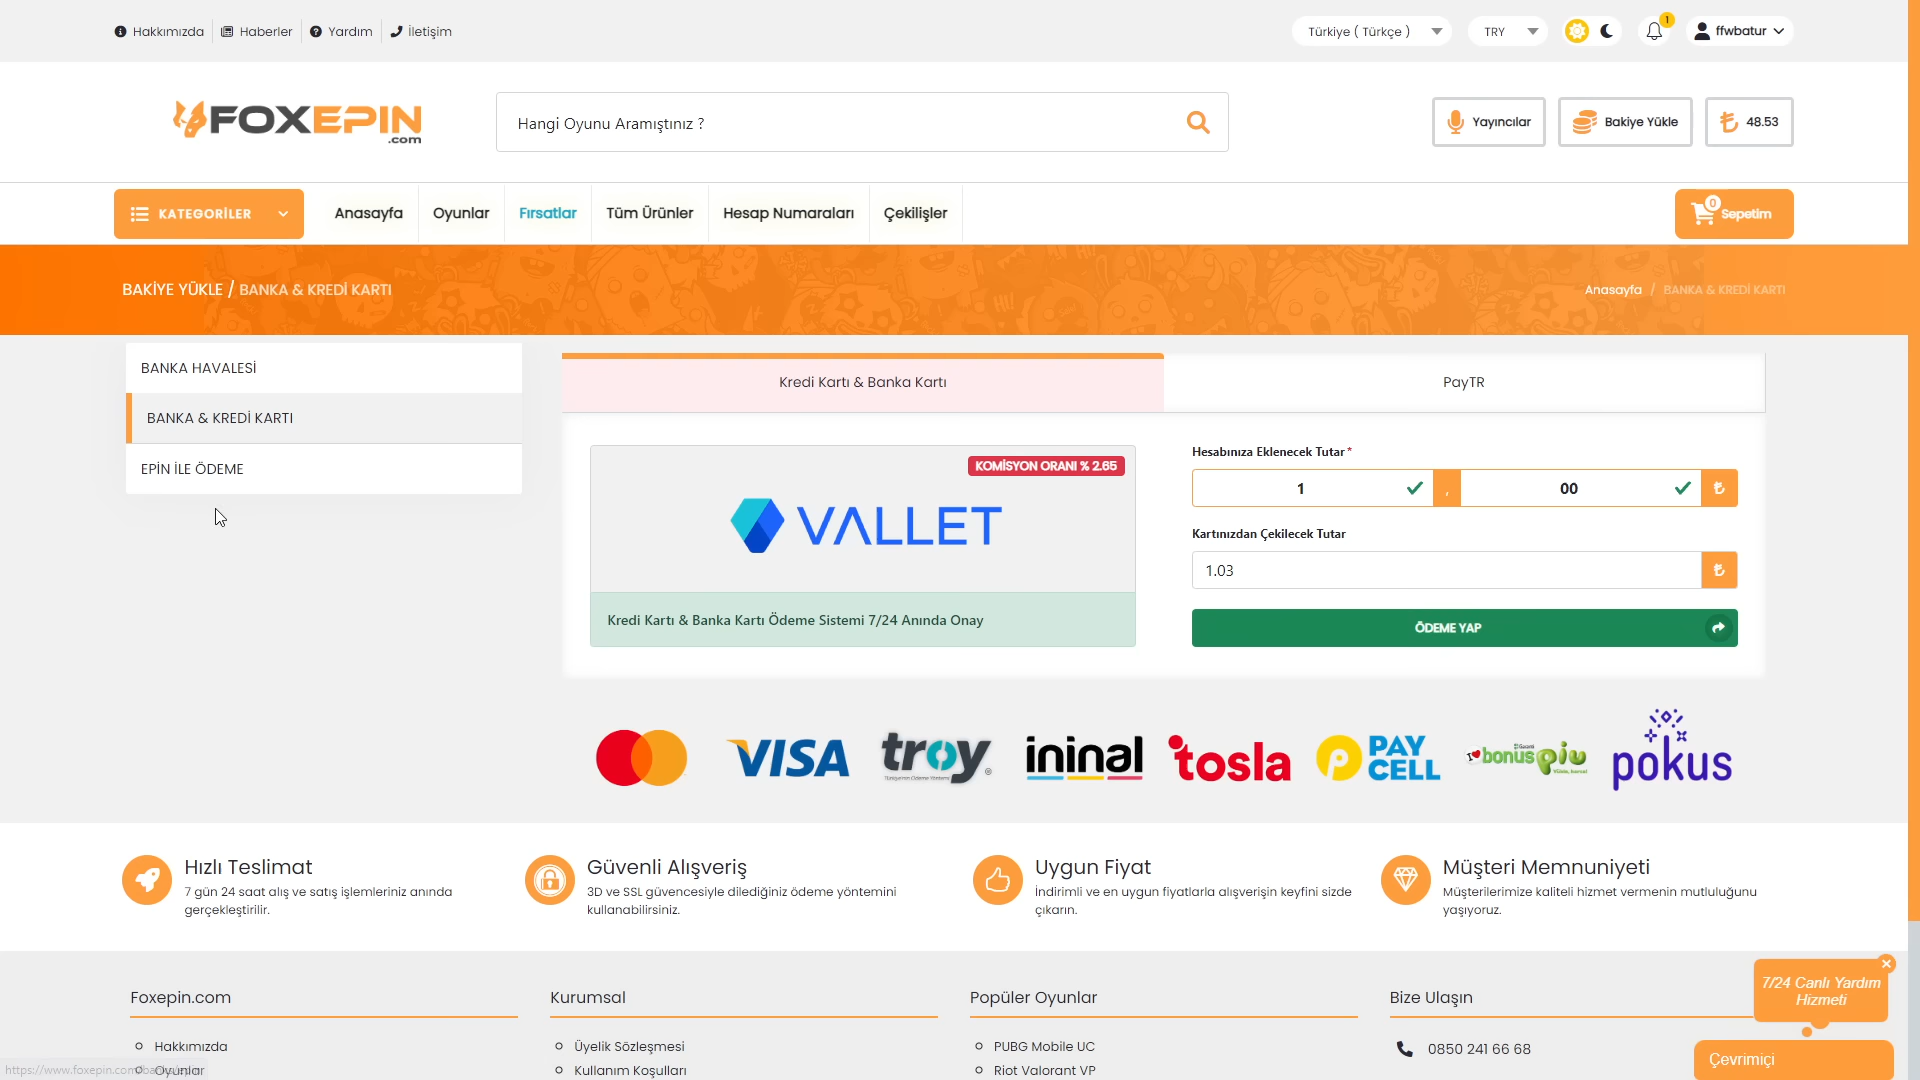 Hakkımızda
Haberler
Yardım
İletişim
Türkiye ( Türkçe )
TRY
1
ffwbatur
FOXEPIN
.com
Hangi Oyunu Aramıştınız ?
Yayıncılar
Bakiye Yükle
48.53
KATEGORİLER
Anasayfa
Oyunlar
Fırsatlar
Tüm Ürünler
Hesap Numaraları
Çekilişler
0
Sepetim
BAKİYE YÜKLE / BANKA & KREDİ KARTI
Anasayfa / BANKA & KREDİ KARTI
BANKA HAVALESİ
BANKA & KREDİ KARTI
EPİN İLE ÖDEME
Kredi Kartı & Banka Kartı
PayTR
KOMİSYON ORANI % 2.65
VALLET
Kredi Kartı & Banka Kartı Ödeme Sistemi 7/24 Anında Onay
Hesabınıza Eklenecek Tutar *
1 , 00 ₺
Kartınızdan Çekilecek Tutar
1.03 ₺
ÖDEME YAP
VISA
troy
ininal
tosla
PAY
CELL
bonus piu
pokus
Hızlı Teslimat
7 gün 24 saat alış ve satış işlemleriniz anında
gerçekleştirilir.
Güvenli Alışveriş
3D ve SSL güvencesiyle dilediğiniz ödeme yöntemini
kullanabilirsiniz.
Uygun Fiyat
İndirimli ve en uygun fiyatlarla alışverişin keyfini sizde
çıkarın.
Müşteri Memnuniyeti
Müşterilerimize kaliteli hizmet vermenin mutluluğunu
yaşıyoruz.
7/24 Canlı Yardım
Hizmeti
Foxepin.com
Kurumsal
Popüler Oyunlar
Bize Ulaşın
Hakkımızda
Üyelik Sözleşmesi
PUBG Mobile UC
0850 241 66 68
Çevrimiçi
Oyunlar
Kullanım Koşulları
Riot Valorant VP
https://www.foxepin.com/